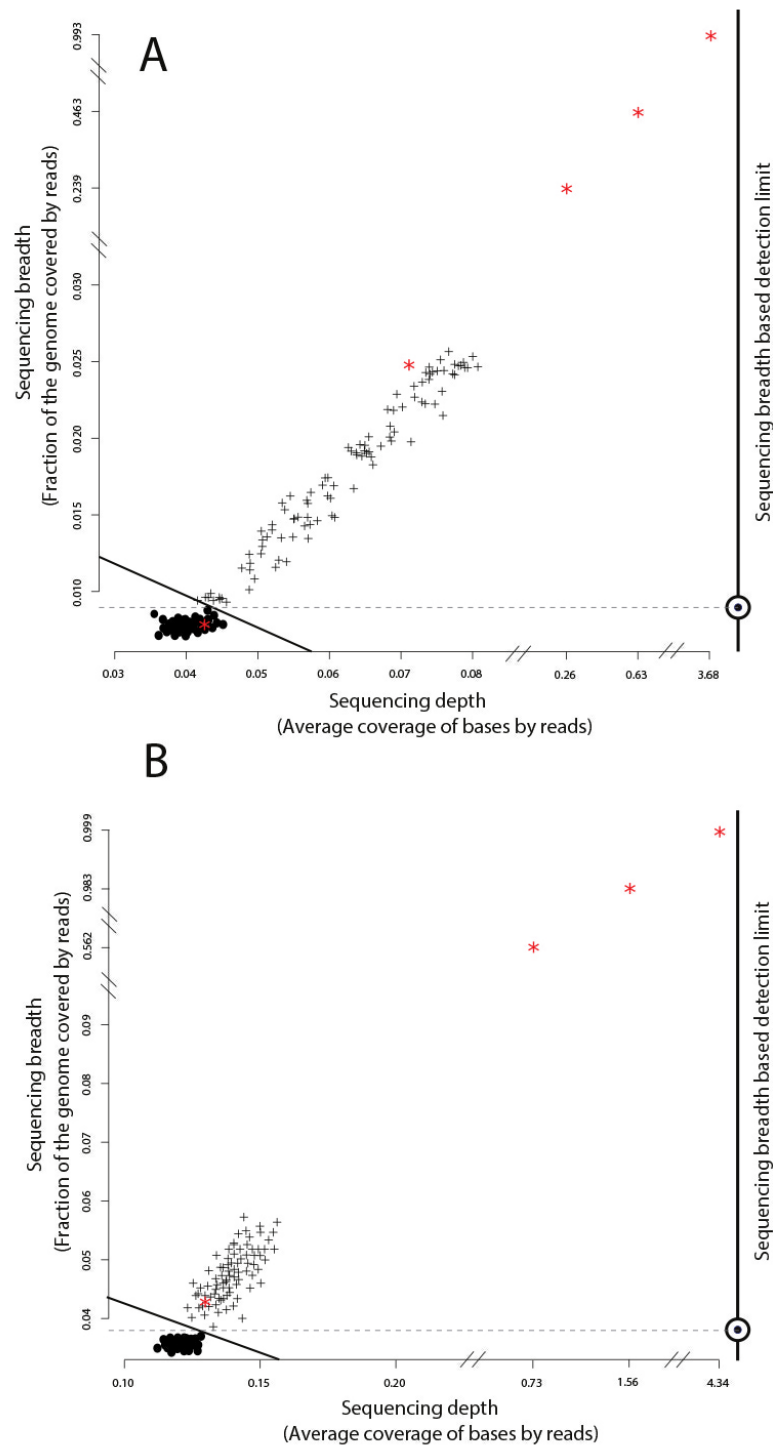 A
Sequencing breadth
(Fraction of the genome covered by reads)
0.993
0.463
0.239
0.030
0.025
0.020
0.015
0.010
0.03 0.04 0.05 0.06 0.07 0.08 0.26 0.63 3.68
Sequencing depth
(Average coverage of bases by reads)
Sequencing breadth based detection limit
B
Sequencing breadth
(Fraction of the genome covered by reads)
0.999
0.983
0.562
0.09
0.08
0.07
0.06
0.05
0.04
0.10 0.15 0.20 0.73 1.56 4.34
Sequencing depth
(Average coverage of bases by reads)
Sequencing breadth based detection limit